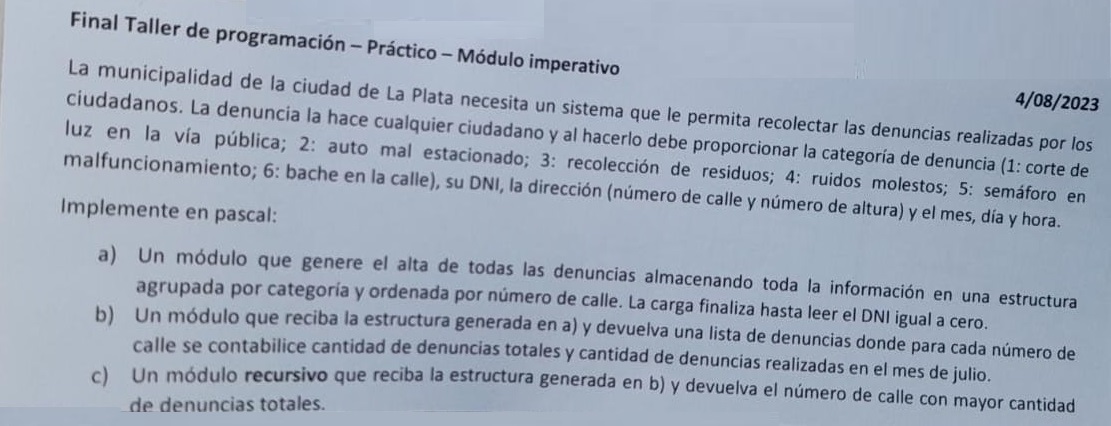 Final Taller de programación – Práctico – Módulo imperativo
4/08/2023
La municipalidad de la ciudad de La Plata necesita un sistema que le permita recolectar las denuncias realizadas por los
ciudadanos. La denuncia la hace cualquier ciudadano y al hacerlo debe proporcionar la categoría de denuncia (1: corte de
luz en la vía pública; 2: auto mal estacionado; 3: recolección de residuos; 4: ruidos molestos; 5: semáforo en
malfuncionamiento; 6: bache en la calle), su DNI, la dirección (número de calle y número de altura) y el mes, día y hora.
Implemente en pascal:
a) Un módulo que genere el alta de todas las denuncias almacenando toda la información en una estructura
agrupada por categoría y ordenada por número de calle. La carga finaliza hasta leer el DNI igual a cero.
b) Un módulo que reciba la estructura generada en a) y devuelva una lista de denuncias donde para cada número de
calle se contabilice cantidad de denuncias totales y cantidad de denuncias realizadas en el mes de julio.
c) Un módulo recursivo que reciba la estructura generada en b) y devuelva el número de calle con mayor cantidad
de denuncias totales.